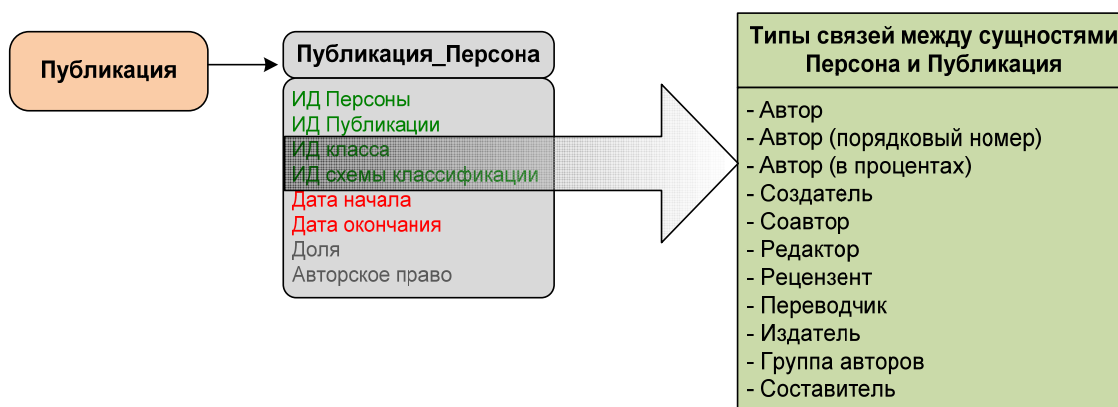 Публикация
Публикация_Персона
ИД Персоны
ИД Публикации
ИД класса
ИД схемы классификации
Дата начала
Дата окончания
Доля
Авторское право
Типы связей между сущностями
Персона и Публикация
- Автор
- Автор (порядковый номер)
- Автор (в процентах)
- Создатель
- Соавтор
- Редактор
- Рецензент
- Переводчик
- Издатель
- Группа авторов
- Составитель